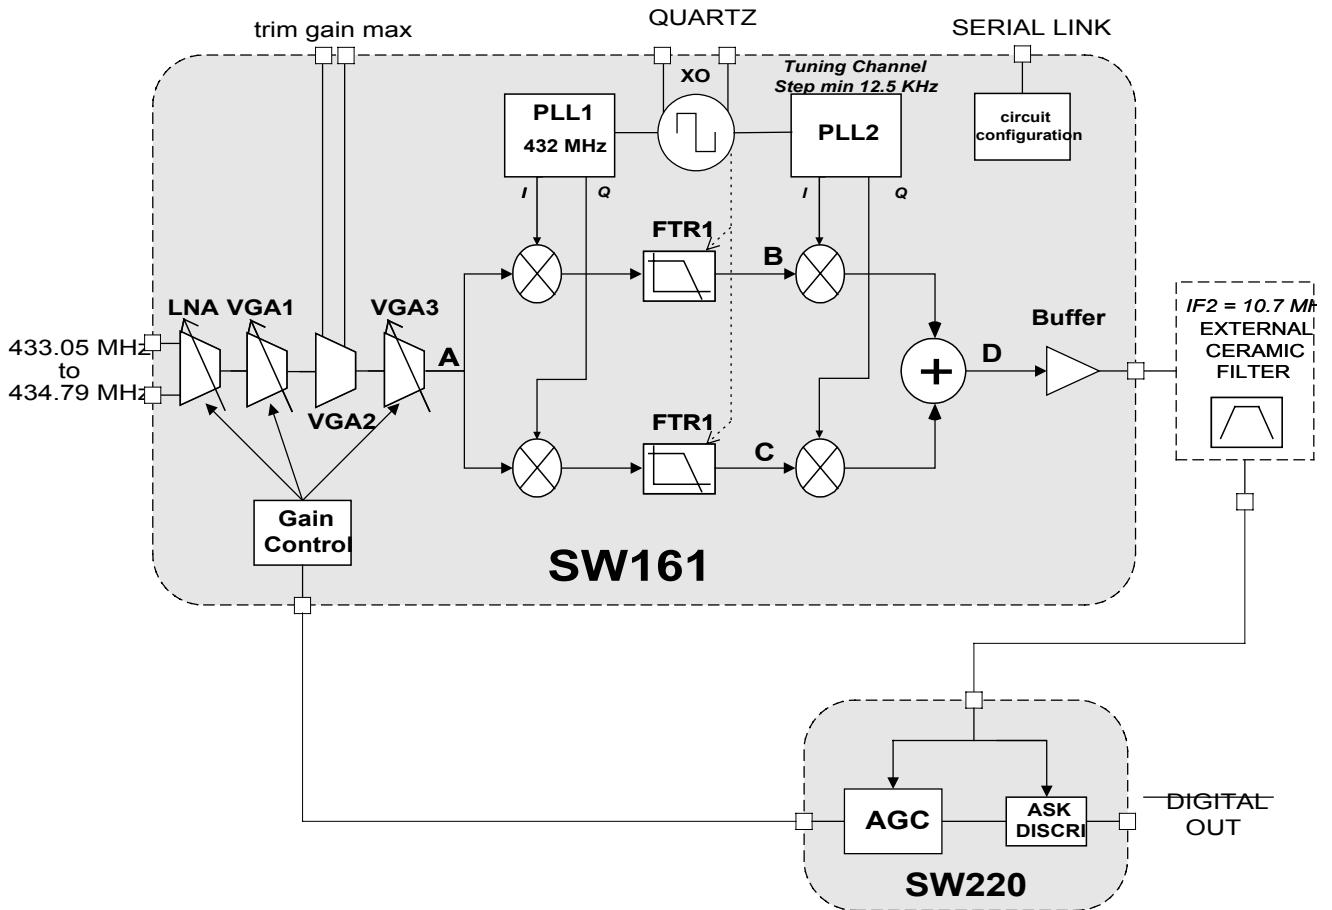 QUARTZ
SERIAL LINK
trim gain max
XO
Tuning Channel
Step min 12.5 KHz
PLL1
432 MHz
PLL2
circuit
configuration
I
Q
I
Q
FTR1
B
LNA
VGA1
VGA3
433.05 MHz
to
434.79 MHz
A
VGA2
FTR1
C
D
Buffer
IF2 = 10.7 MH
EXTERNAL
CERAMIC
FILTER
Gain
Control
SW161
AGC
ASK
DISCRI
DIGITAL
OUT
SW220